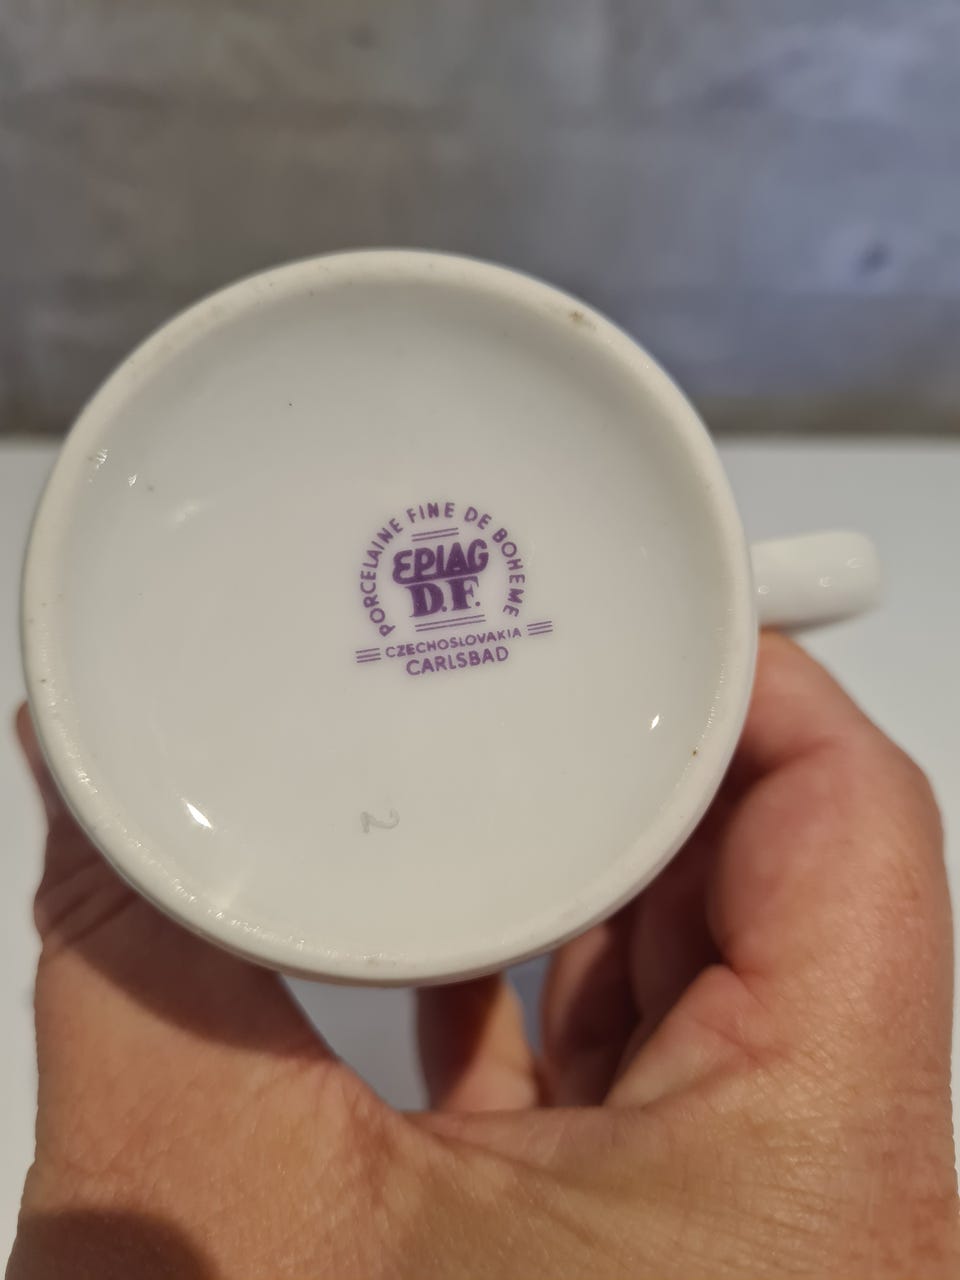 PORCELAINE FINE DE BOHEME
EPIAG
D.F.
CZECHOSLOVAKIA
CARLSBAD
2